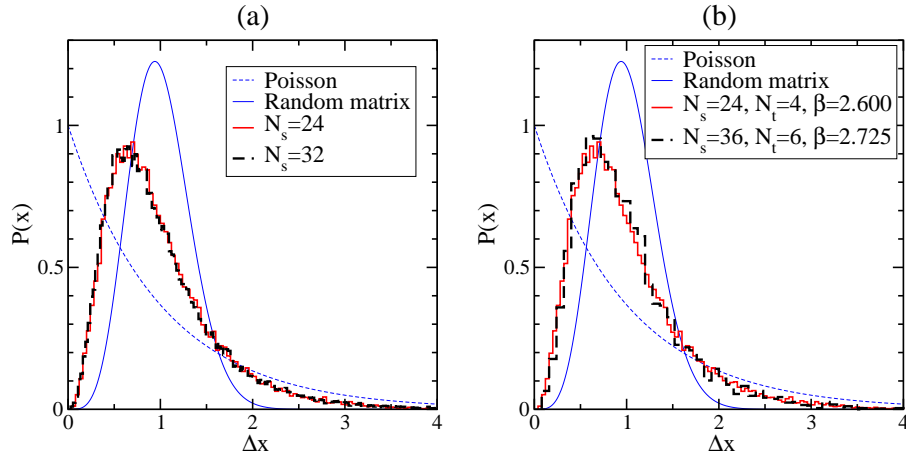 (a)
Poisson
Random matrix
N_s=24
N_s=32
P(x)
1
0.5
0
0
1
2
3
4
Δx
(b)
Poisson
Random matrix
N_s=24, N_t=4, β=2.600
N_s=36, N_t=6, β=2.725
P(x)
1
0.5
0
0
1
2
3
4
Δx